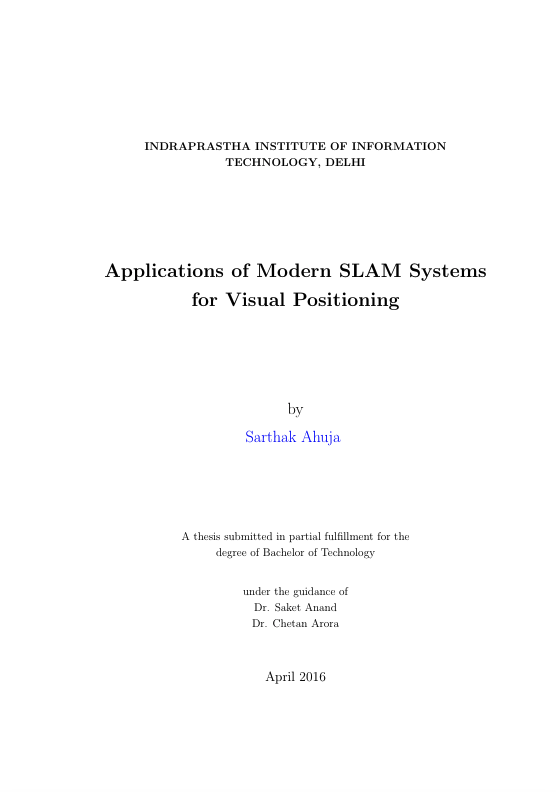 INDRAPRASTHA INSTITUTE OF INFORMATION
TECHNOLOGY, DELHI
Applications of Modern SLAM Systems
for Visual Positioning
by
Sarthak Ahuja
A thesis submitted in partial fulfillment for the
degree of Bachelor of Technology
under the guidance of
Dr. Saket Anand
Dr. Chetan Arora
April 2016